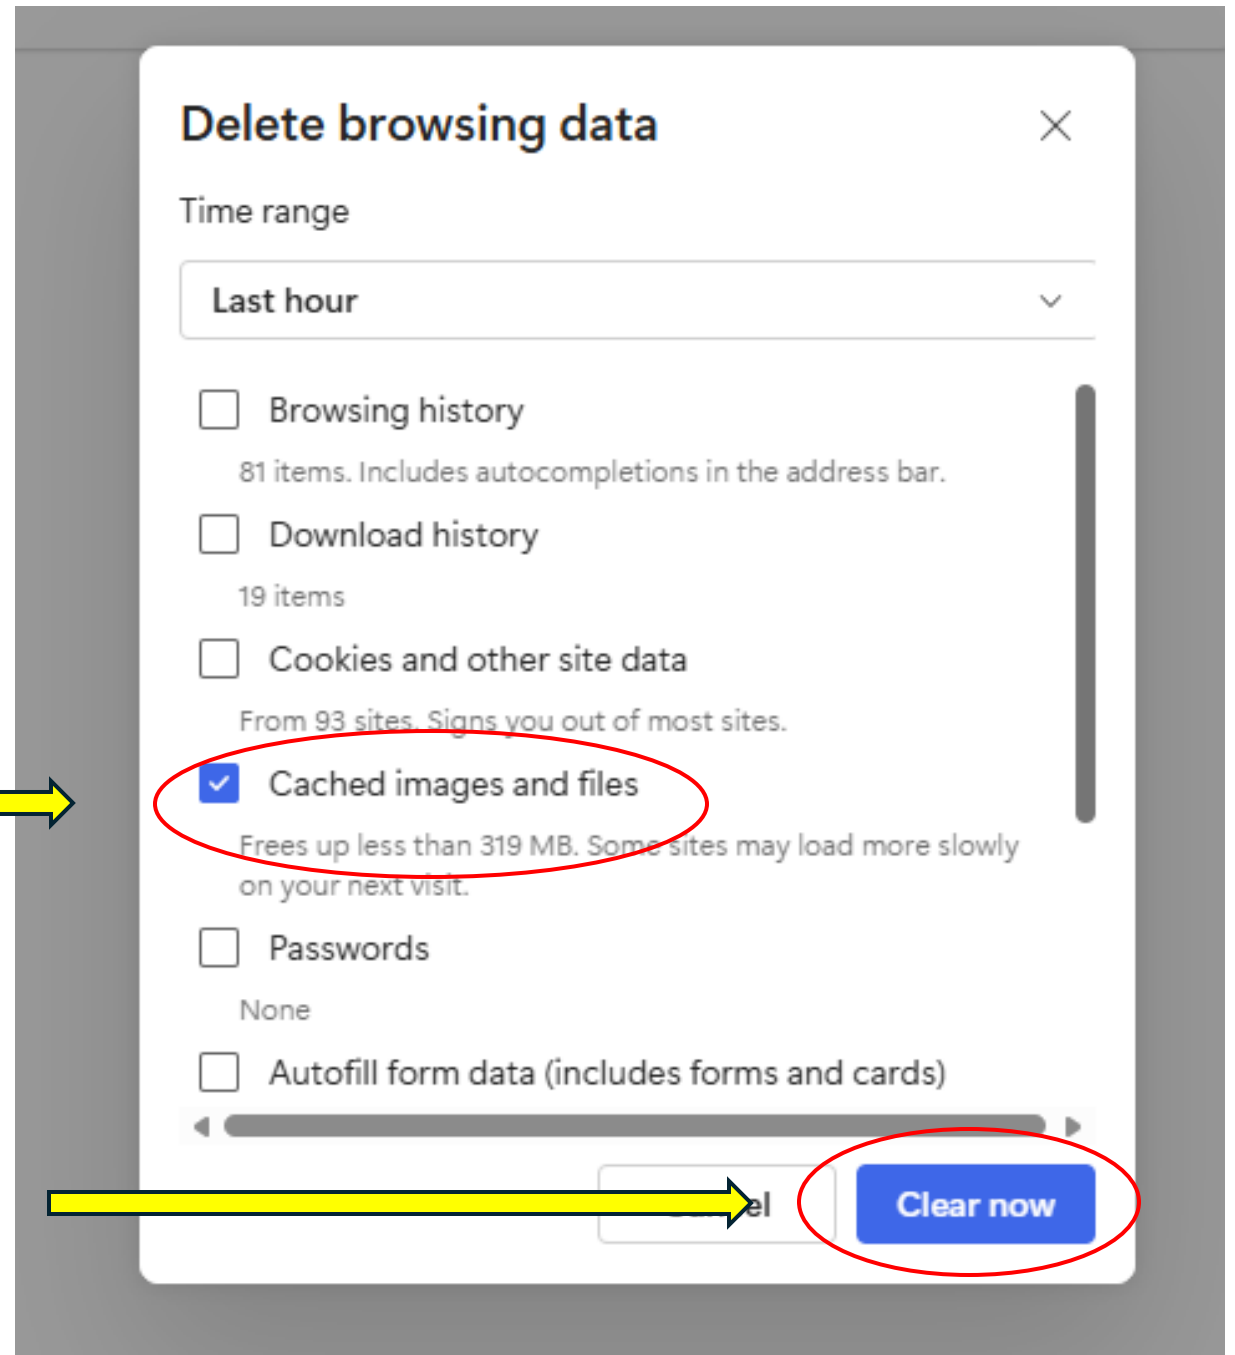 Delete browsing data
Time range
Last hour
Browsing history
81 items. Includes autocompletions in the address bar.
Download history
19 items
Cookies and other site data
From 93 sites. Signs you out of most sites.
Cached images and files
Frees up less than 319 MB. Some sites may load more slowly
on your next visit.
Passwords
None
Autofill form data (includes forms and cards)
Clear now